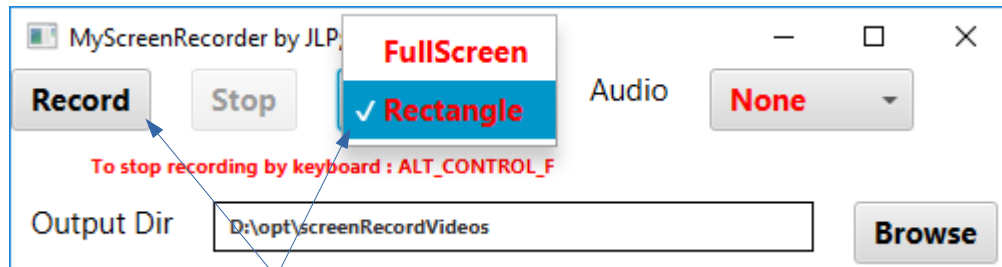 MyScreenRecorder by JLP
FullScreen
Record Stop ✓ Rectangle Audio None
To stop recording by keyboard : ALT_CONTROL_F
Output Dir D:\opt\screenRecordVideos Browse